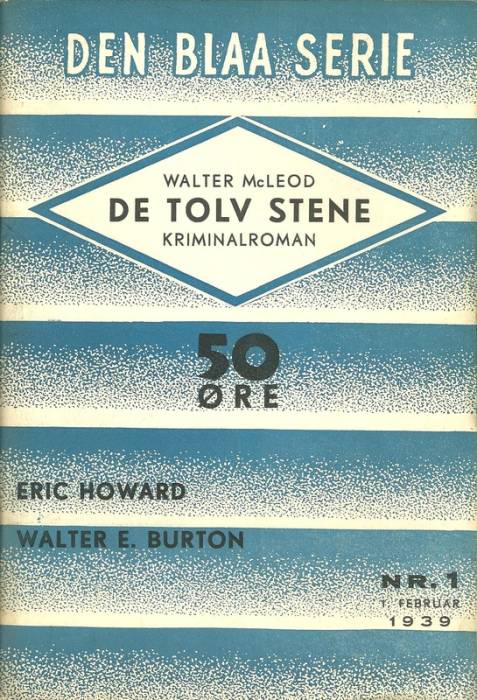 DEN BLAA SERIE
WALTER McLEOD
DE TOLV STENE
KRIMINALROMAN
50
ØRE
ERIC HOWARD
WALTER E. BURTON
NR. 1
1. FEBRUAR
1939